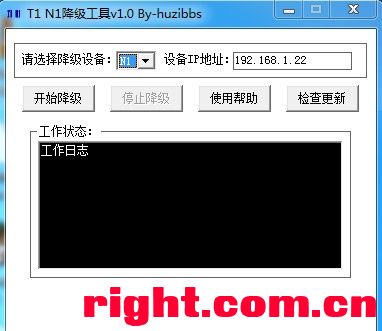 T1 N1降级工具v1.0 By-huzibbs
请选择降级设备： N1 设备IP地址： 192.168.1.22
开始降级 停止降级 使用帮助 检查更新
工作状态：
工作日志
right.com.cn